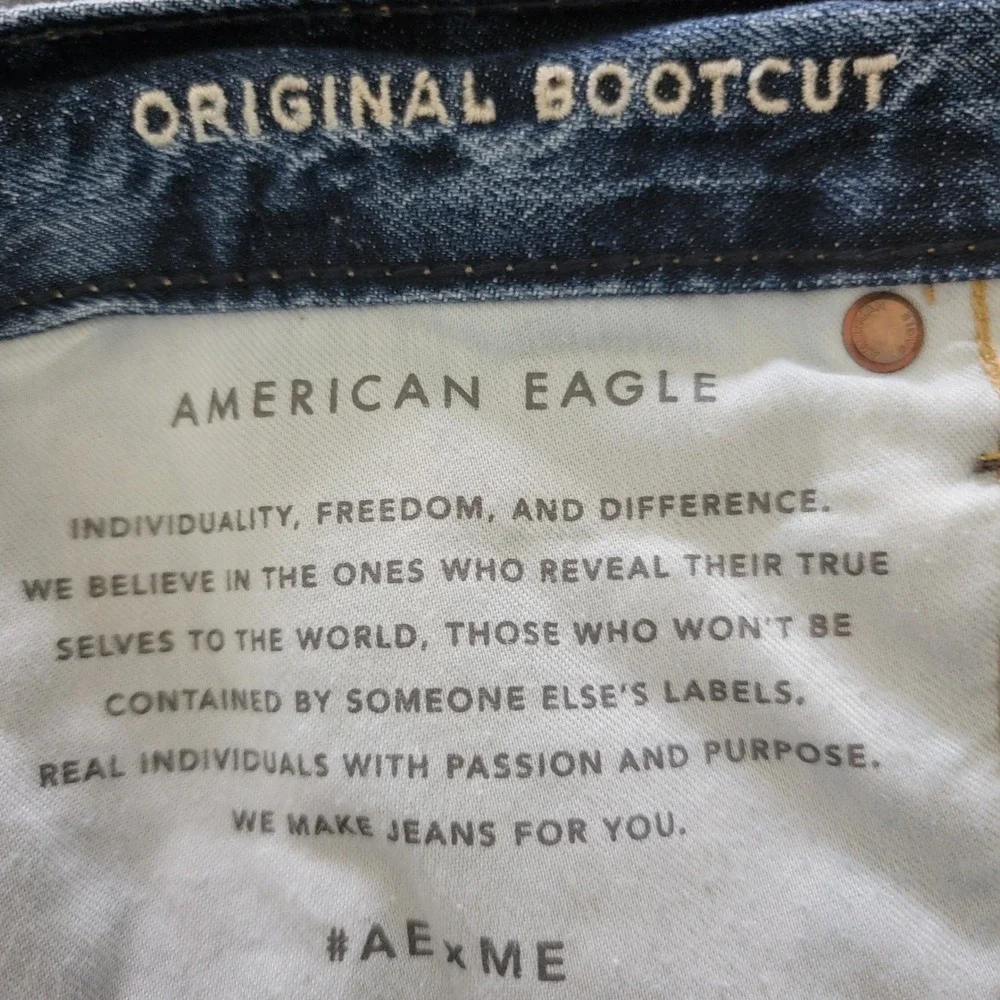 ORIGINAL BOOTCUT
AMERICAN EAGLE
INDIVIDUALITY, FREEDOM, AND DIFFERENCE.
WE BELIEVE IN THE ONES WHO REVEAL THEIR TRUE
SELVES TO THE WORLD, THOSE WHO WON'T BE
CONTAINED BY SOMEONE ELSE'S LABELS.
REAL INDIVIDUALS WITH PASSION AND PURPOSE.
WE MAKE JEANS FOR YOU.
#AExME